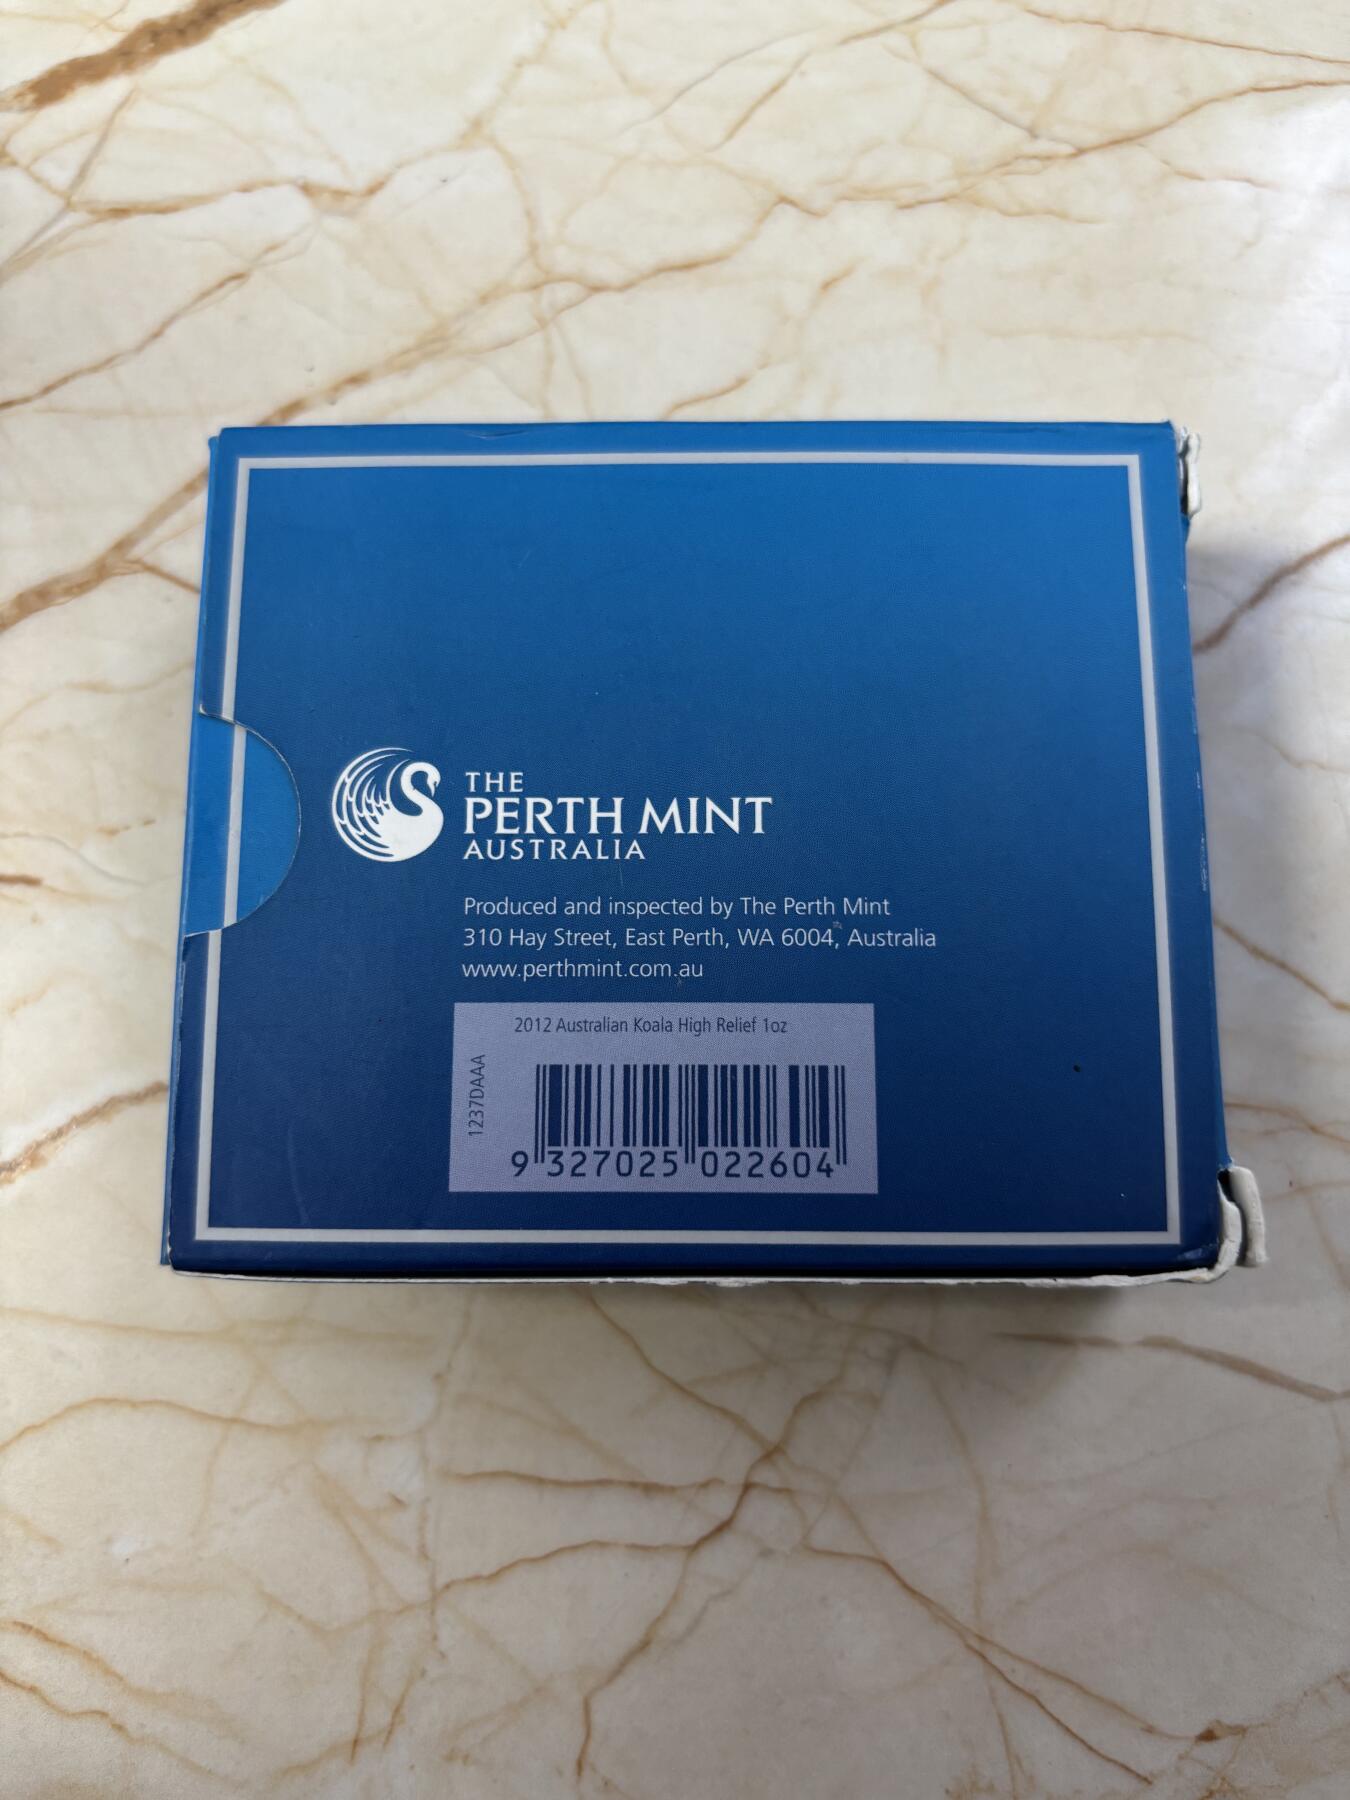 THE
PERTH MINT
AUSTRALIA
Produced and inspected by The Perth Mint
310 Hay Street, East Perth, WA 6004, Australia
www.perthmint.com.au
2012 Australian Koala High Relief 1oz
1237DAAA
9 327025 022604